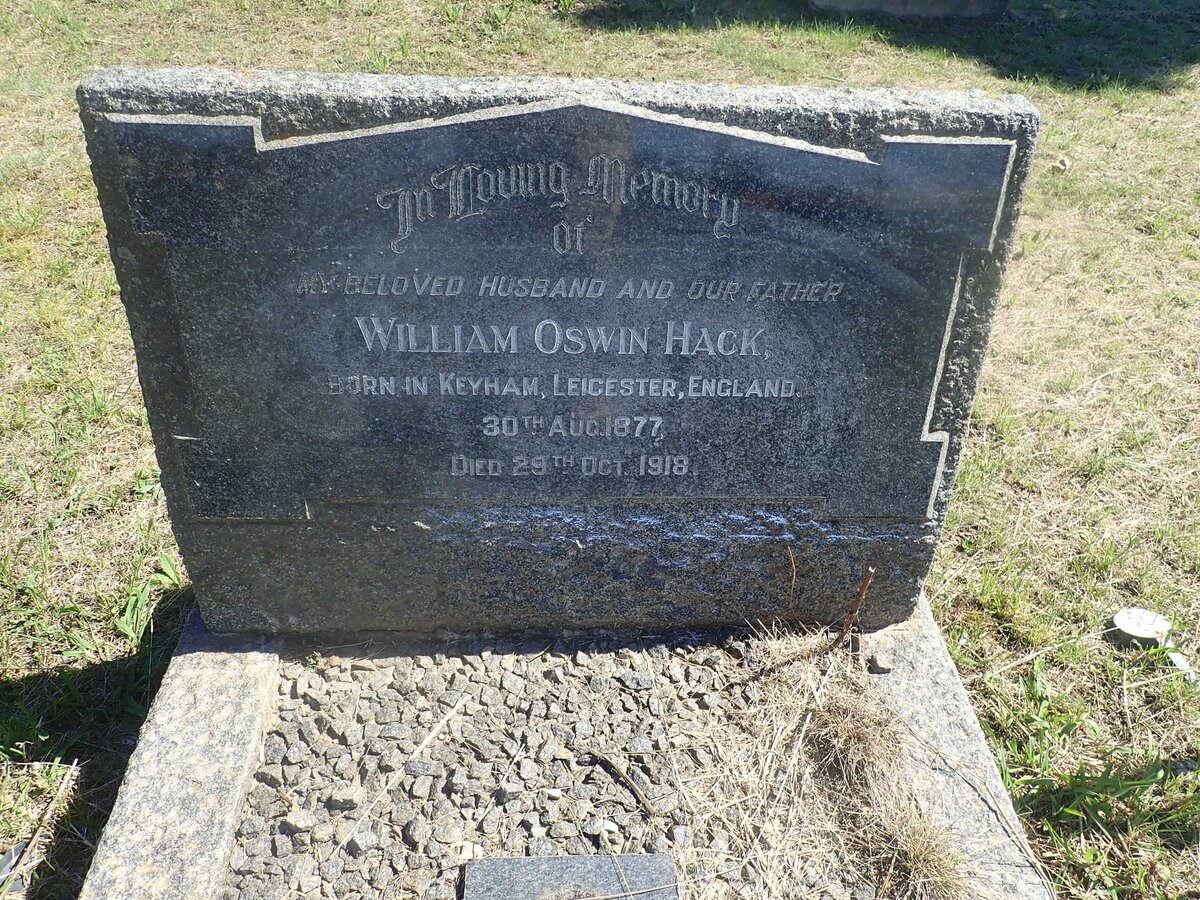 In Loving Memory
of
MY BELOVED HUSBAND AND OUR FATHER
WILLIAM OSWIN HACK,
BORN IN KEYHAM, LEICESTER, ENGLAND.
30TH AUG. 1877
DIED 29TH OCT. 1918.